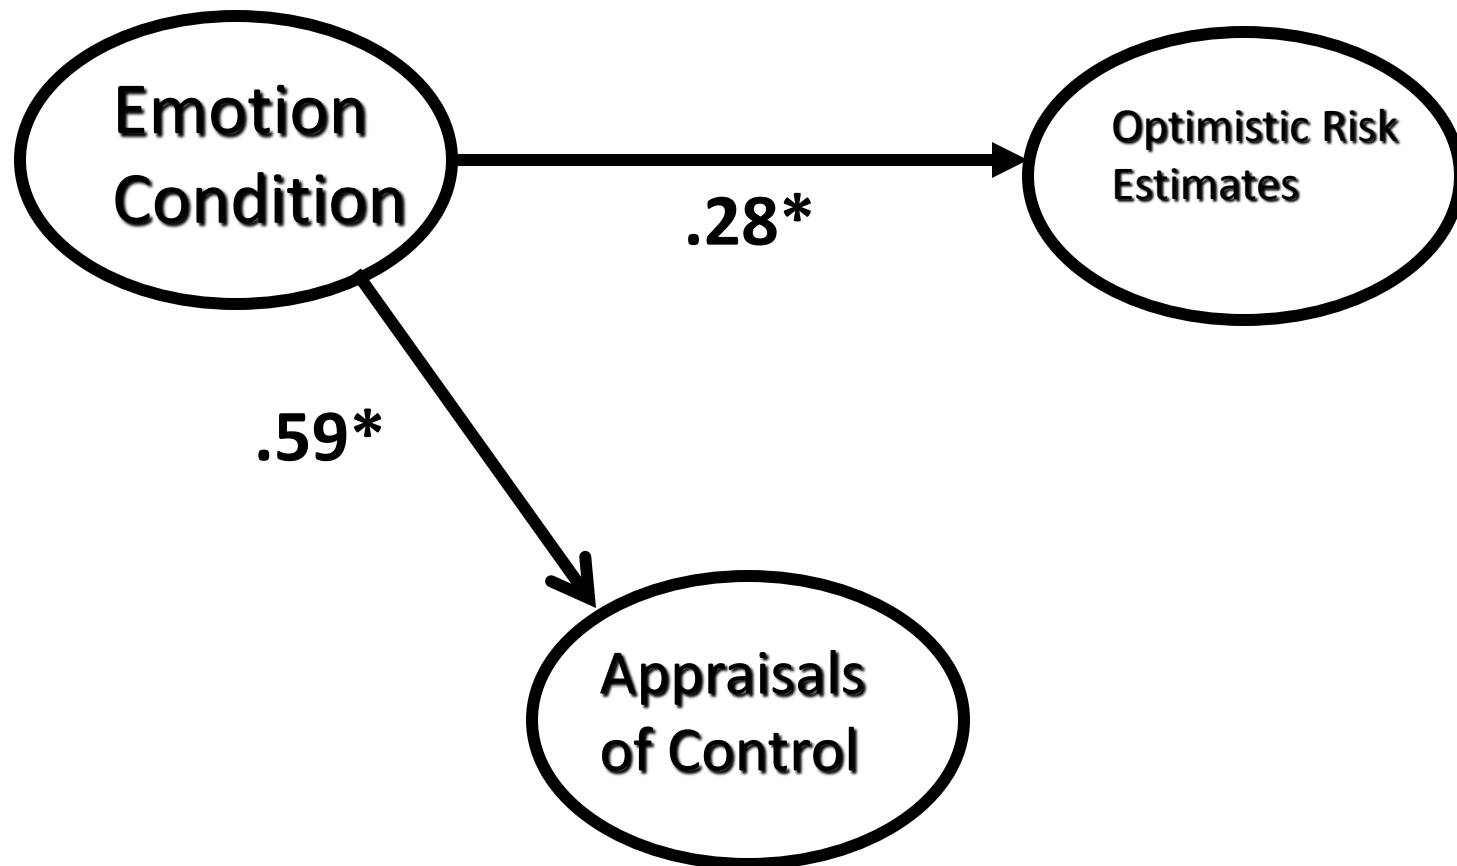 Emotion
Condition
Optimistic Risk
Estimates
.28*
.59*
Appraisals
of Control